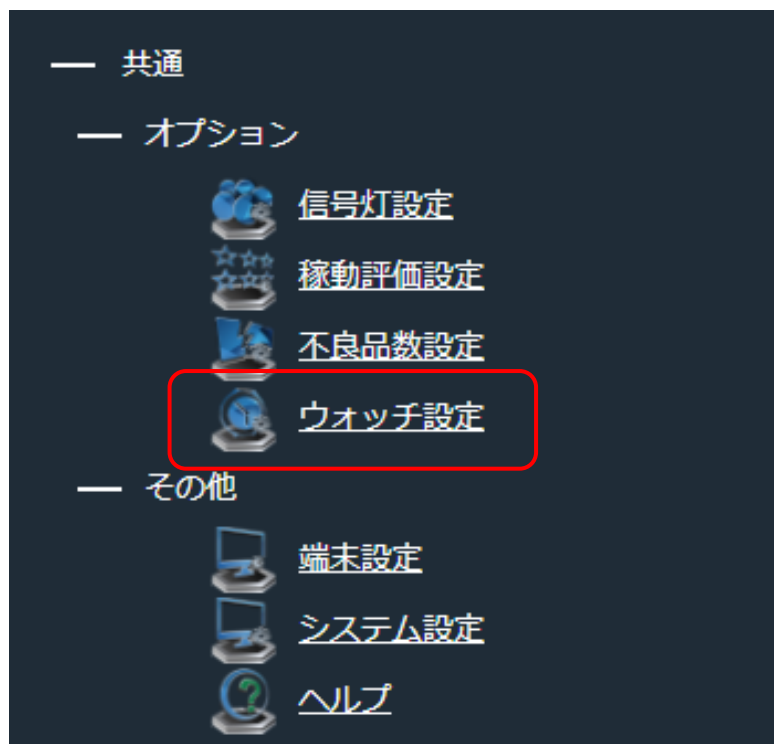 共通
オプション
信号灯設定
稼動評価設定
不良品数設定
ウォッチ設定
その他
端末設定
システム設定
ヘルプ